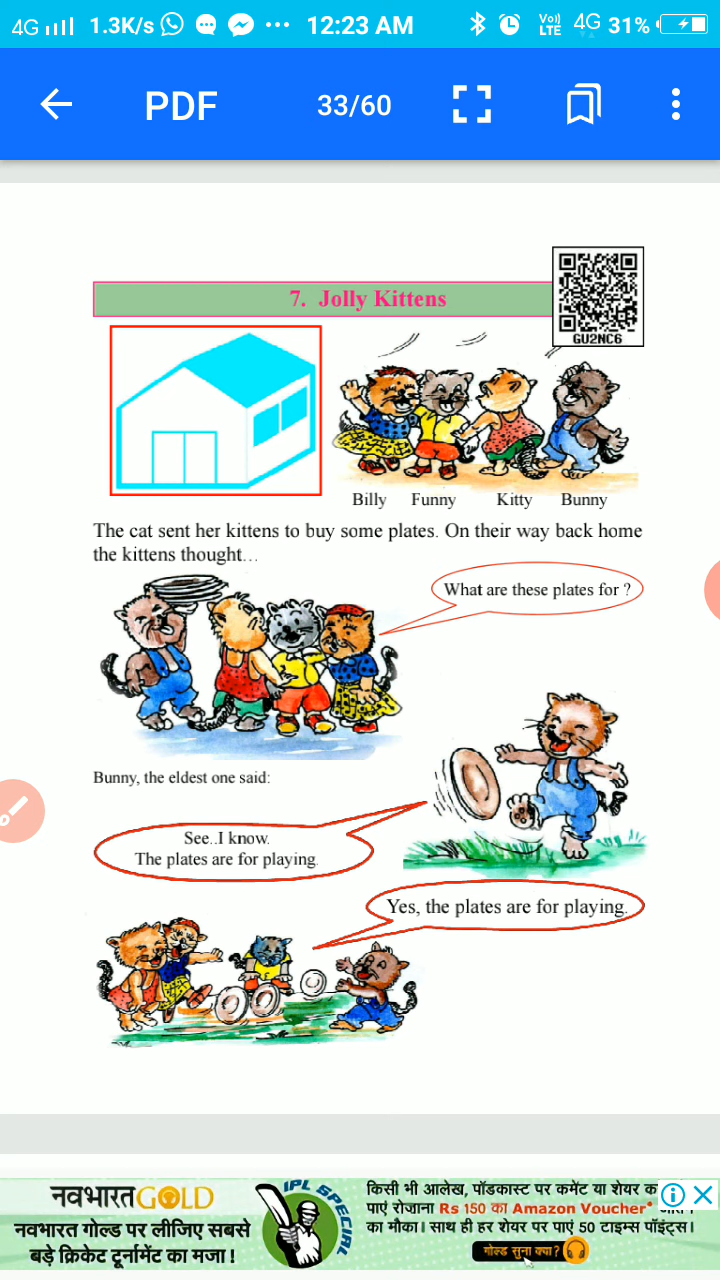 4G 1.3K/s 12:23 AM Vo) LTE 4G 31%
PDF 33/60
7. Jolly Kittens
GU2NC6
Billy Funny Kitty Bunny
The cat sent her kittens to buy some plates. On their way back home
the kittens thought...
What are these plates for ?
Bunny, the eldest one said:
See..I know.
The plates are for playing.
Yes, the plates are for playing.
नवभारत GOLD
नवभारत गोल्ड पर लीजिए सबसे
बड़े क्रिकेट टूर्नामेंट का मजा !
IPL SPECIAL
किसी भी आलेख, पॉडकास्ट पर कमेंट या शेयर क
पाएं रोजाना Rs 150 का Amazon Voucher*
का मौका। साथ ही हर शेयर पर पाएं 50 टाइम्स पॉइंट्स।
गोल्ड सुना क्या?